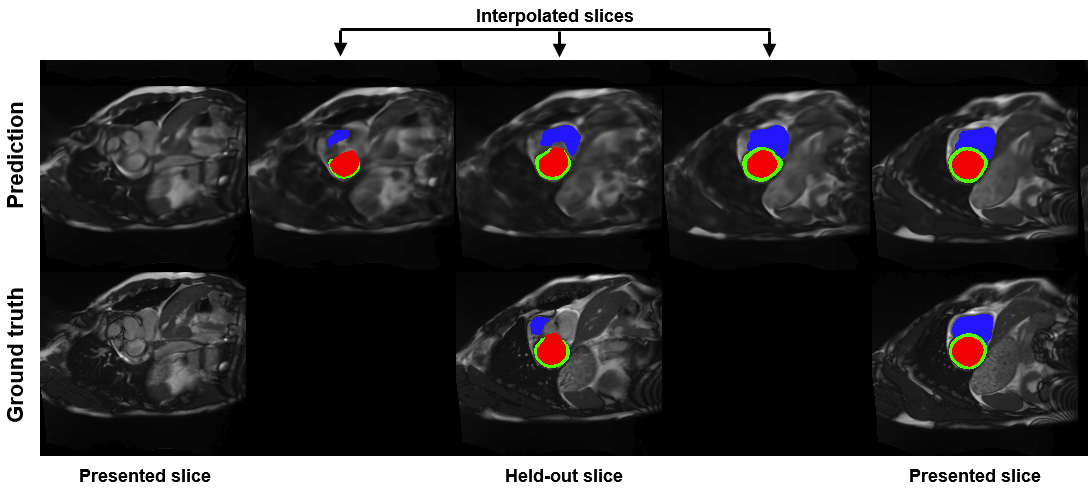 Interpolated slices
Prediction
Ground truth
Presented slice
Held-out slice
Presented slice